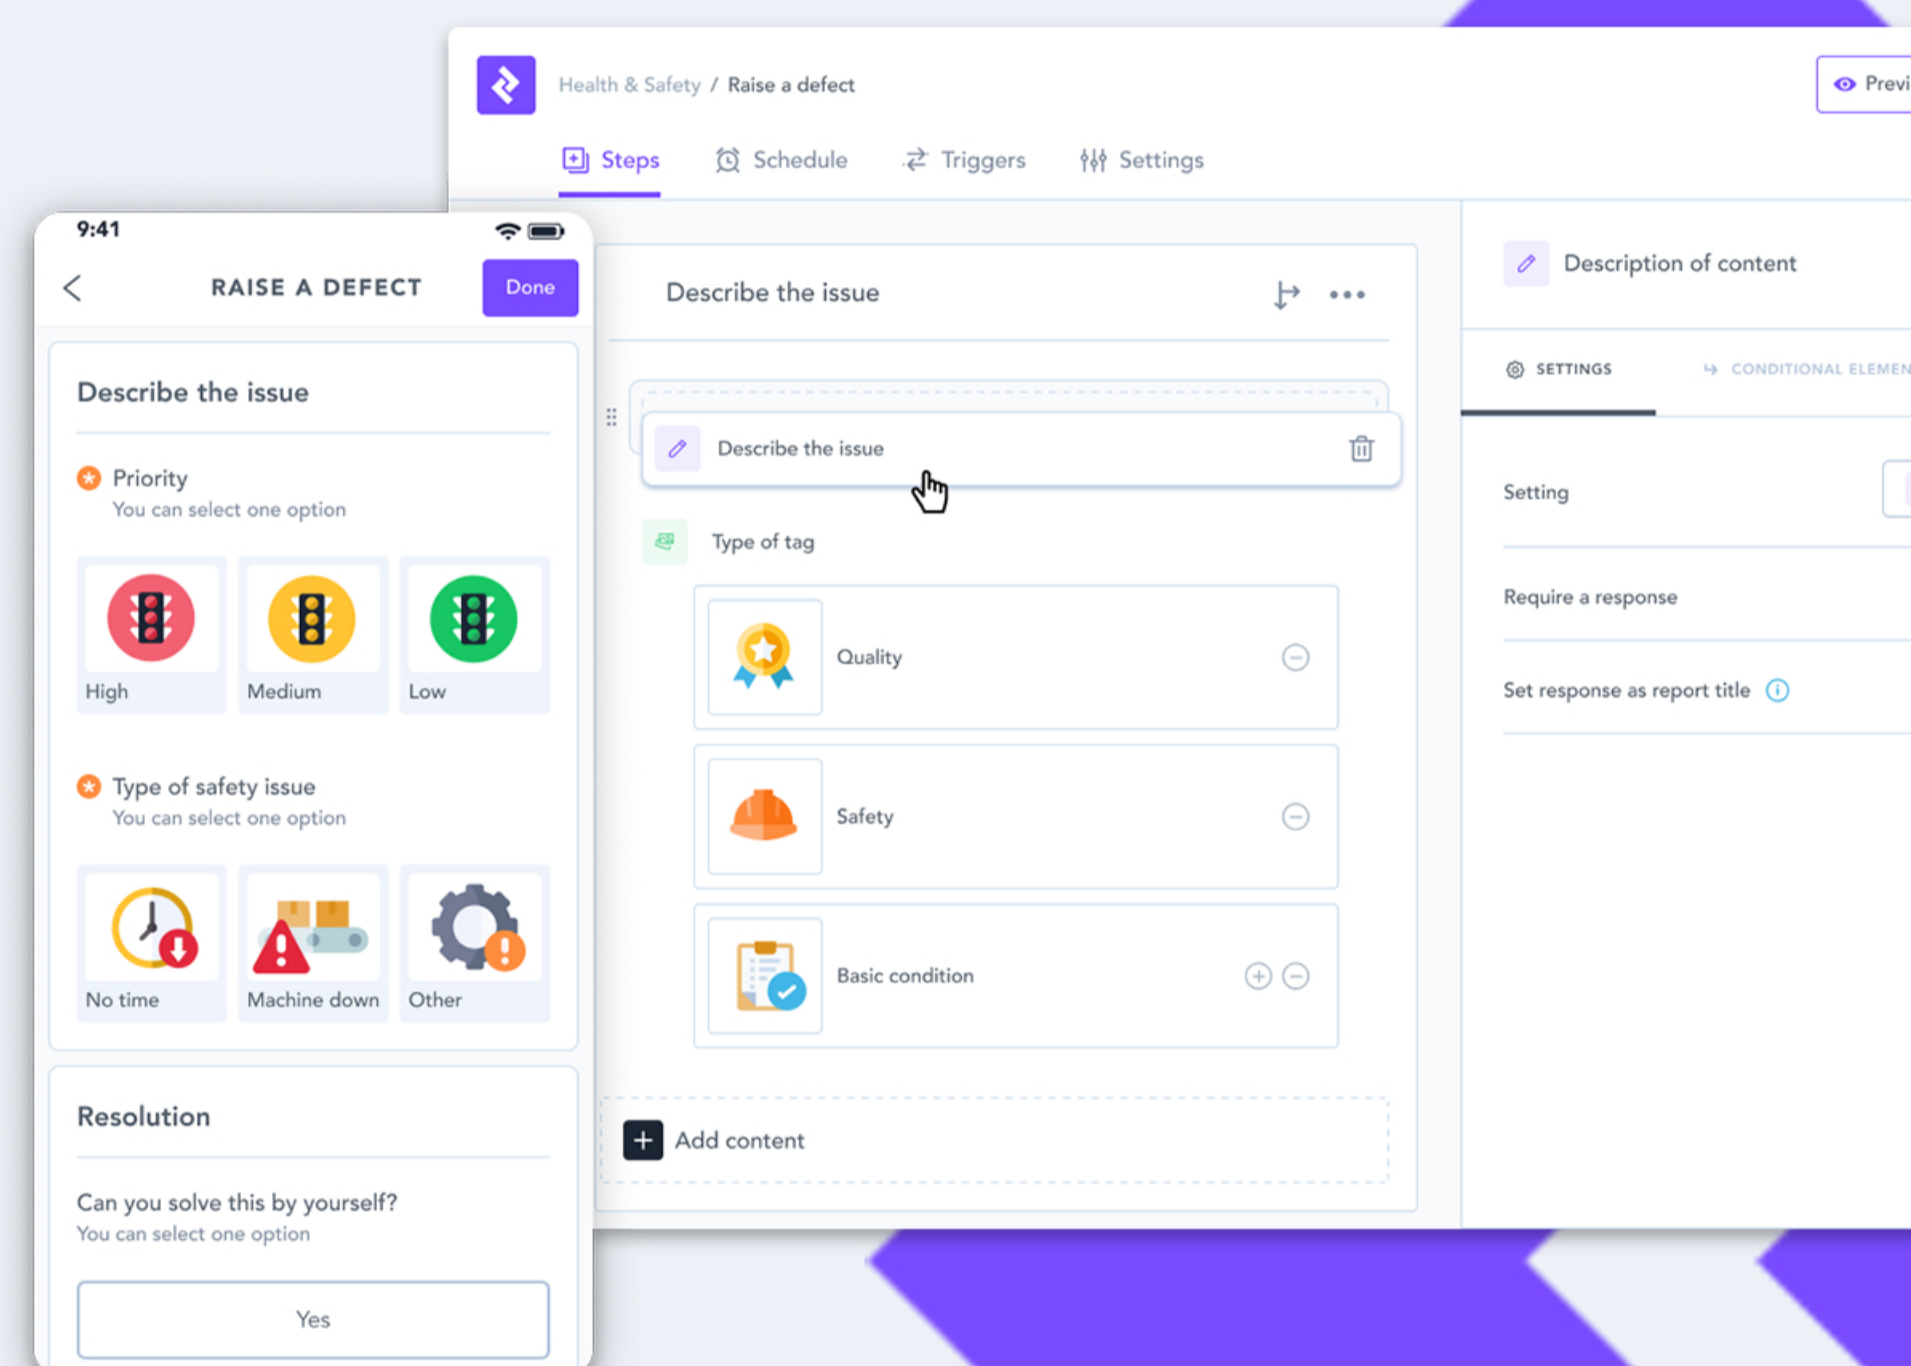 Health & Safety / Raise a defect
Previ
Steps
Schedule
Triggers
Settings
9:41
RAISE A DEFECT
Done
Describe the issue
Priority
You can select one option
High
Medium
Low
Type of safety issue
You can select one option
No time
Machine down
Other
Resolution
Can you solve this by yourself?
You can select one option
Yes
Describe the issue
Describe the issue
Type of tag
Quality
Safety
Basic condition
Add content
Description of content
SETTINGS
CONDITIONAL ELEMEN
Setting
Require a response
Set response as report title